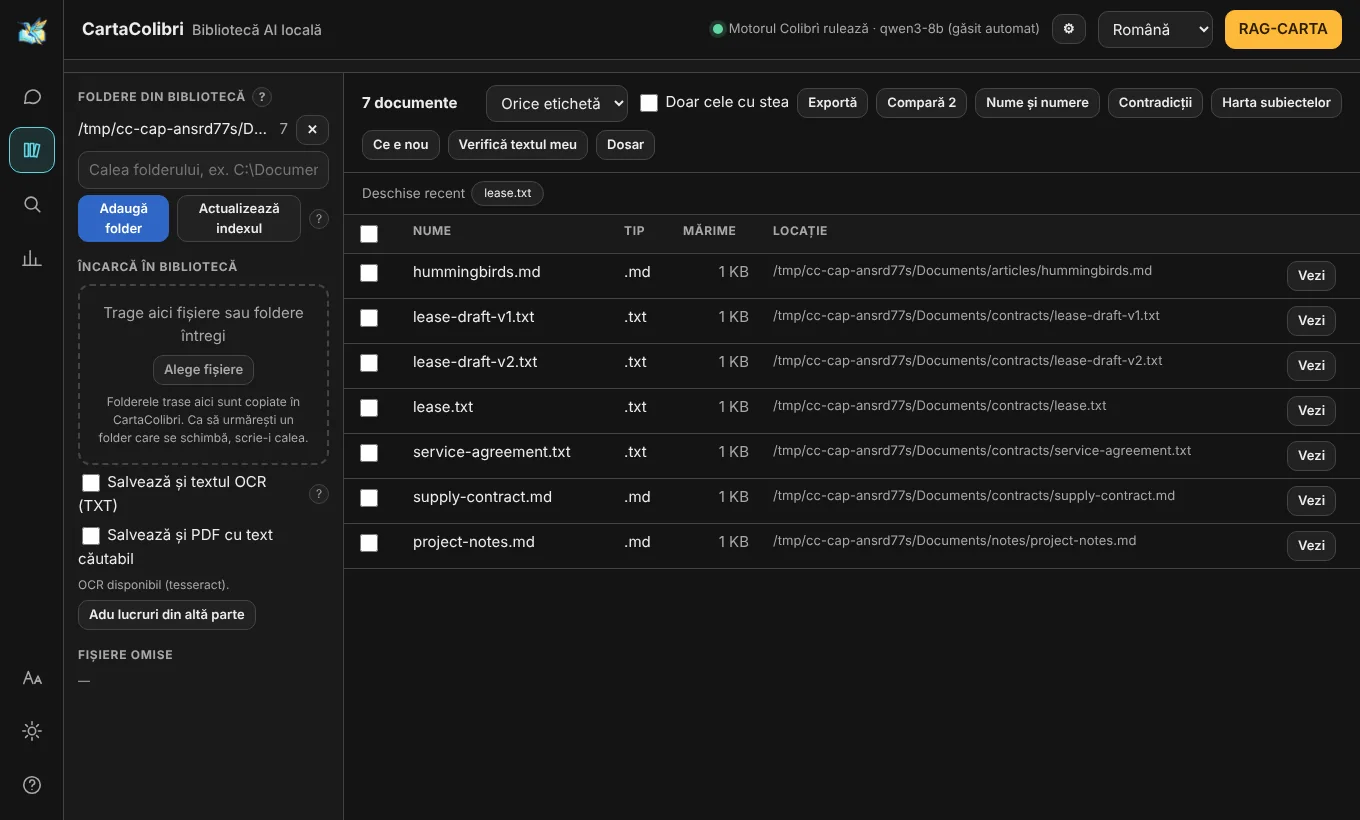 CartaColibri Bibliotecă AI locală
Motorul Colibrì rulează · qwen3-8b (găsit automat)
Română
RAG-CARTA
FOLDERE DIN BIBLIOTECĂ ?
/tmp/cc-cap-ansrd77s/D... 7 ✕
Calea folderului, ex. C:\Documen
Adaugă
folder
Actualizează
indexul
?
ÎNCARCĂ ÎN BIBLIOTECĂ
Trage aici fișiere sau foldere
întregi
Alege fișiere
Folderele trase aici sunt copiate în
CartaColibri. Ca să urmărești un
folder care se schimbă, scrie-i calea.
Salvează și textul OCR
(TXT)
?
Salvează și PDF cu text
căutabil
OCR disponibil (tesseract).
Adu lucruri din altă parte
FIȘIERE OMISE
—
7 documente
Orice etichetă
Doar cele cu stea
Exportă
Compară 2
Nume și numere
Contradicții
Harta subiectelor
Ce e nou
Verifică textul meu
Dosar
Deschise recent lease.txt
NUME TIP MĂRIME LOCAȚIE
hummingbirds.md .md 1 KB /tmp/cc-cap-ansrd77s/Documents/articles/hummingbirds.md Vezi
lease-draft-v1.txt .txt 1 KB /tmp/cc-cap-ansrd77s/Documents/contracts/lease-draft-v1.txt Vezi
lease-draft-v2.txt .txt 1 KB /tmp/cc-cap-ansrd77s/Documents/contracts/lease-draft-v2.txt Vezi
lease.txt .txt 1 KB /tmp/cc-cap-ansrd77s/Documents/contracts/lease.txt Vezi
service-agreement.txt .txt 1 KB /tmp/cc-cap-ansrd77s/Documents/contracts/service-agreement.txt Vezi
supply-contract.md .md 1 KB /tmp/cc-cap-ansrd77s/Documents/contracts/supply-contract.md Vezi
project-notes.md .md 1 KB /tmp/cc-cap-ansrd77s/Documents/notes/project-notes.md Vezi
AA
?